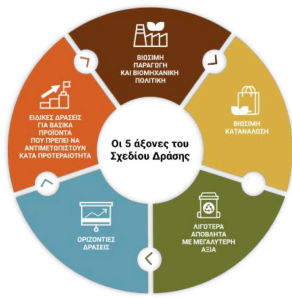 ΒΙΩΣΙΜΗ
ΠΑΡΑΓΩΓΗ
ΚΑΙ ΒΙΟΜΗΧΑΝΙΚΗ
ΠΟΛΙΤΙΚΗ
ΒΙΩΣΙΜΗ
ΚΑΤΑΝΑΛΩΣΗ
ΛΙΓΟΤΕΡΑ
ΑΠΟΒΛΗΤΑ
ΜΕ ΜΕΓΑΛΥΤΕΡΗ
ΑΞΙΑ
ΟΡΙΖΟΝΤΙΕΣ
ΔΡΑΣΕΙΣ
ΕΙΔΙΚΕΣ ΔΡΑΣΕΙΣ
ΓΙΑ ΒΑΣΙΚΑ
ΠΡΟΪΟΝΤΑ
ΠΟΥ ΠΡΕΠΕΙ ΝΑ
ΑΝΤΙΜΕΤΩΠΙΣΤΟΥΝ
ΚΑΤΑ ΠΡΟΤΕΡΑΙΟΤΗΤΑ
Οι 5 άξονες του
Σχεδίου Δράσης